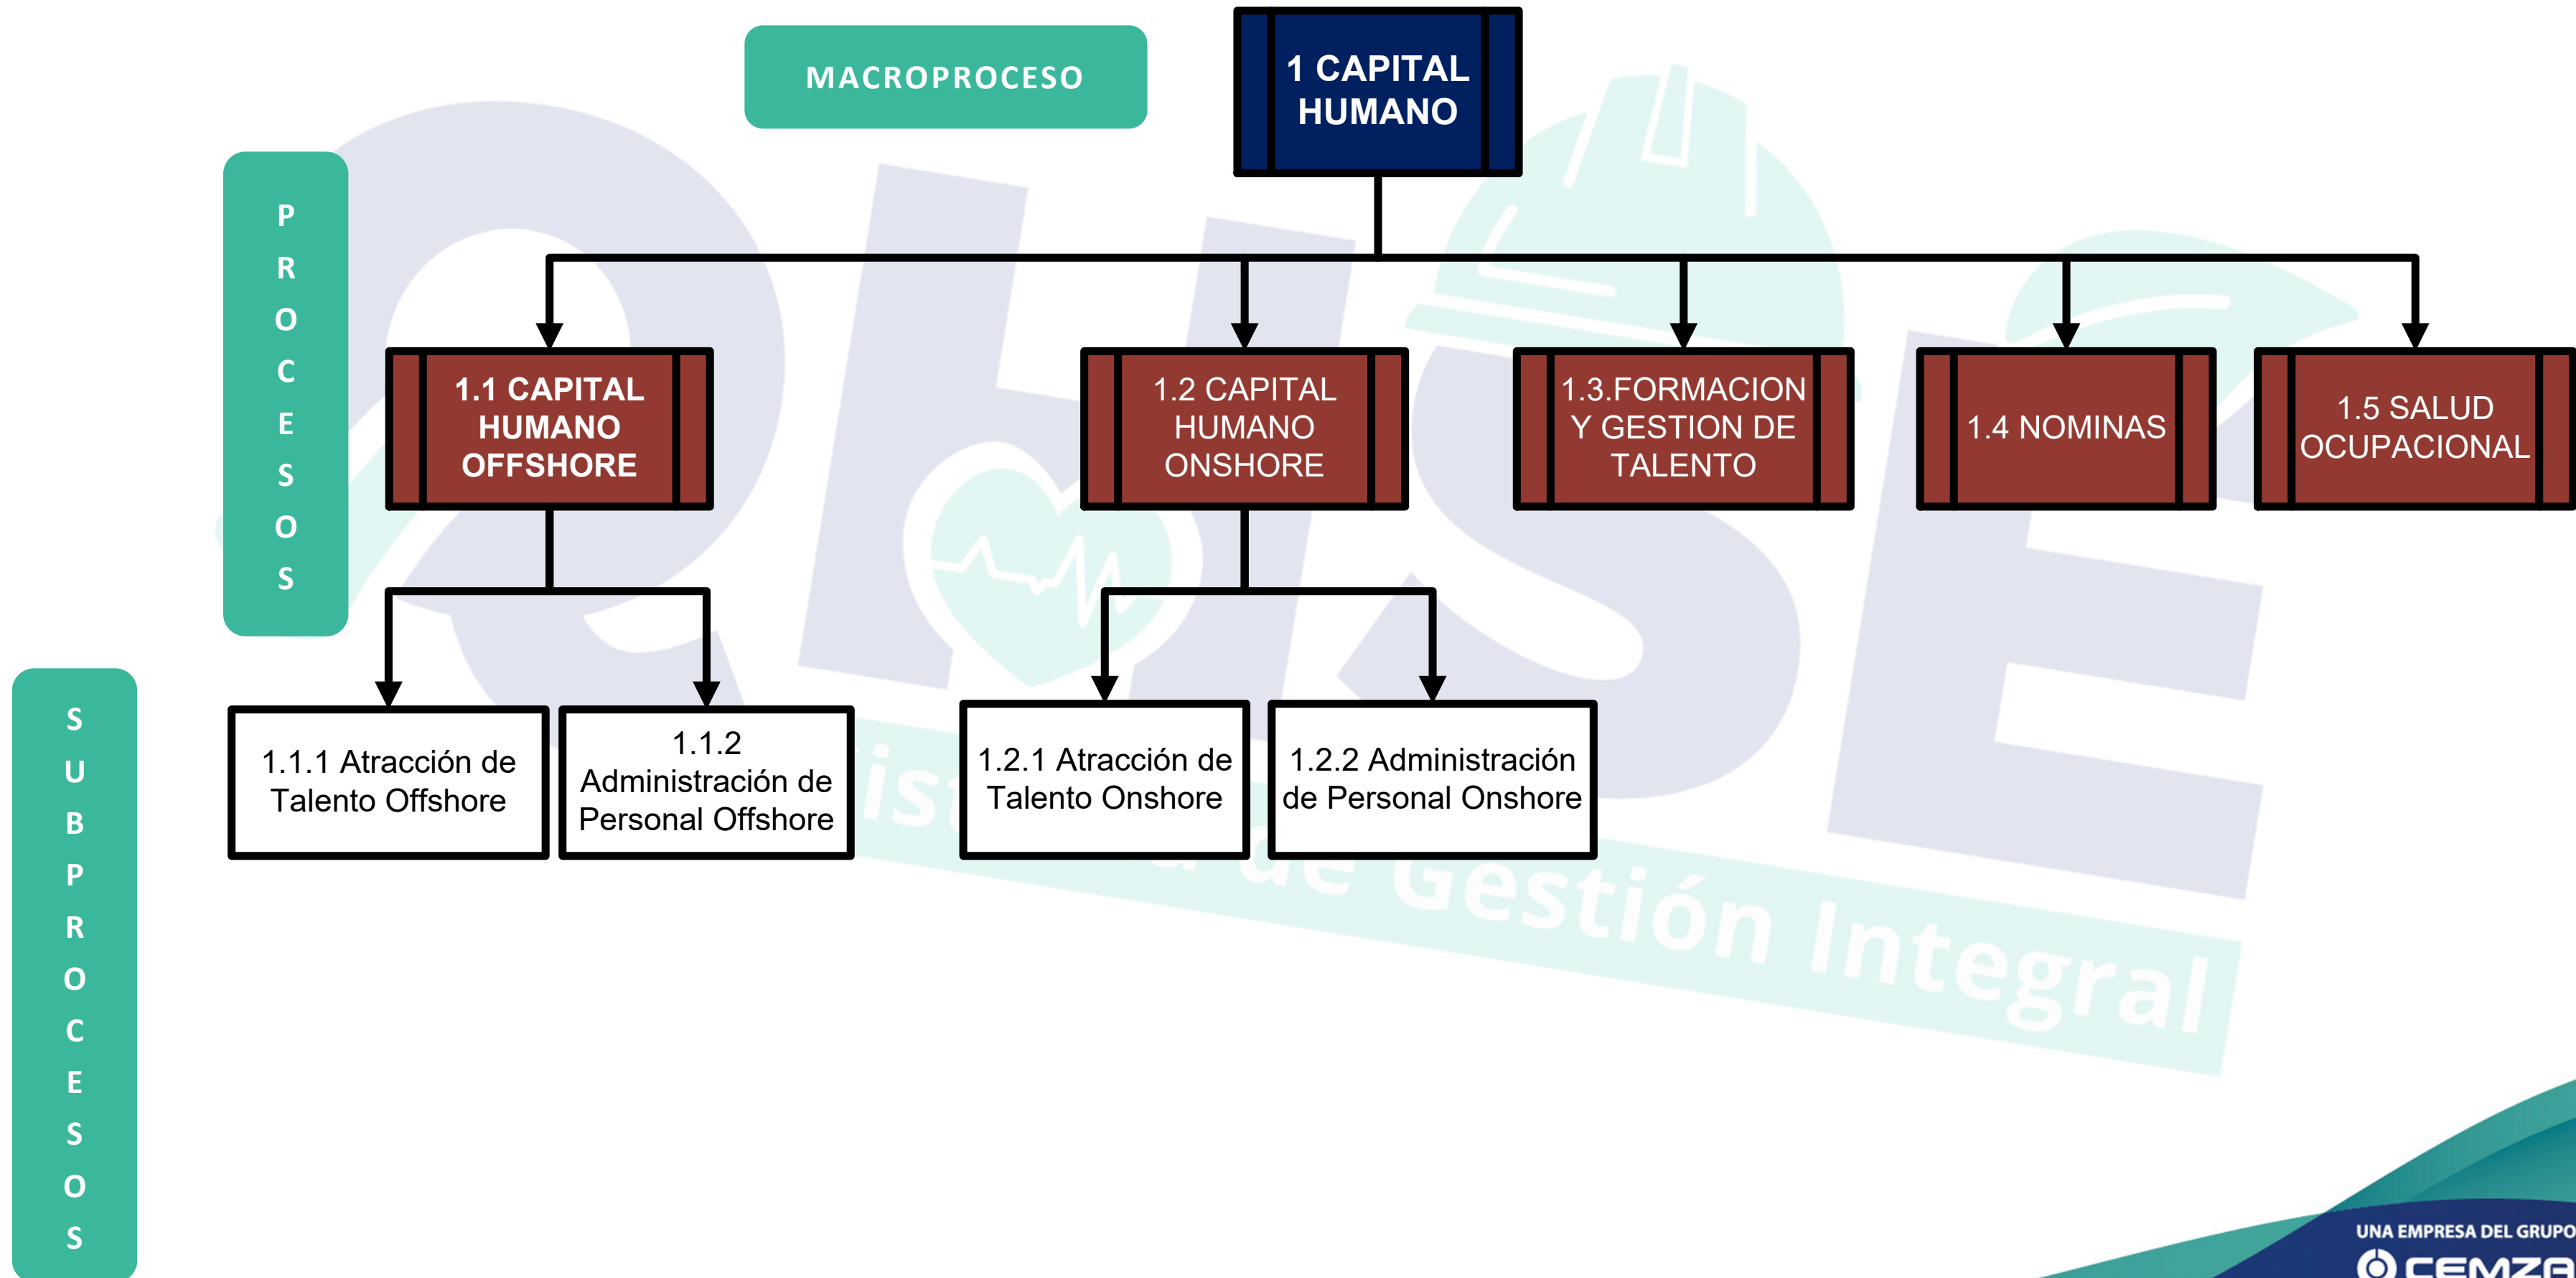 MACROPROCESO
1 CAPITAL
HUMANO
P
R
O
C
E
S
O
S
1.1 CAPITAL
HUMANO
OFFSHORE
1.2 CAPITAL
HUMANO
ONSHORE
1.3.FORMACION
Y GESTION DE
TALENTO
1.4 NOMINAS
1.5 SALUD
OCUPACIONAL
S
U
B
P
R
O
C
E
S
O
S
1.1.1 Atracción de
Talento Offshore
1.1.2
Administración de
Personal Offshore
1.2.1 Atracción de
Talento Onshore
1.2.2 Administración
de Personal Onshore
QHSE
de Gestión Integral
UNA EMPRESA DEL GRUPO
CEMZA